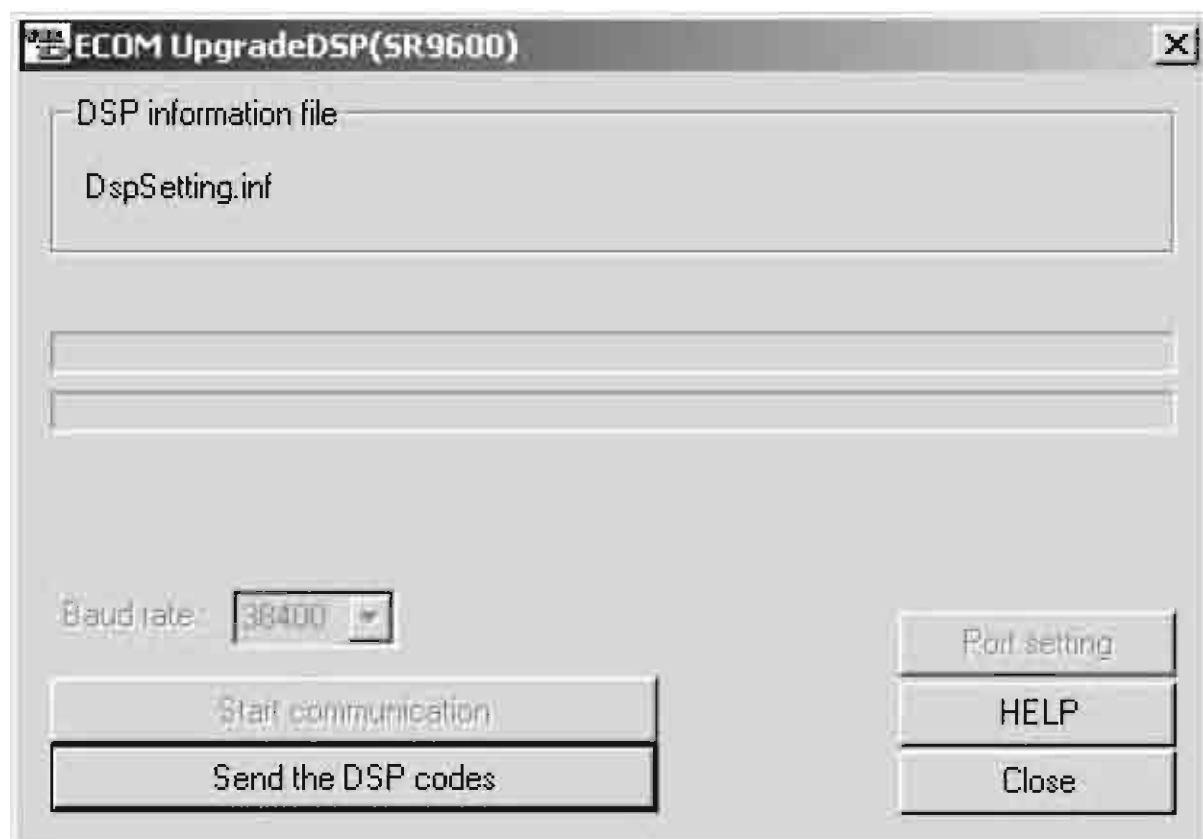 ECOM UpgradeDSP(SR9600)
DSP information file
DspSetting.inf
Baud rate: 38400
Port setting
Start communication
HELP
Send the DSP codes
Close